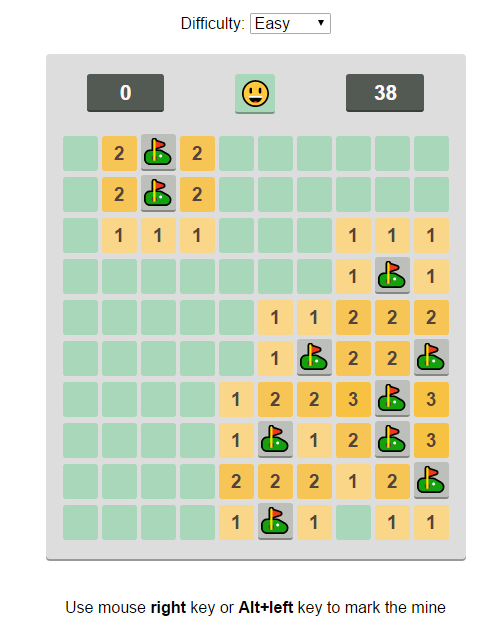 Difficulty: Easy
0 38
2 2
2 2
1 1 1 1 1 1
1 1
1 1 2 2 2
1 2 2
1 2 2 3 3
1 1 2 3
2 2 2 1 2
1 1 1 1
Use mouse right key or Alt+left key to mark the mine